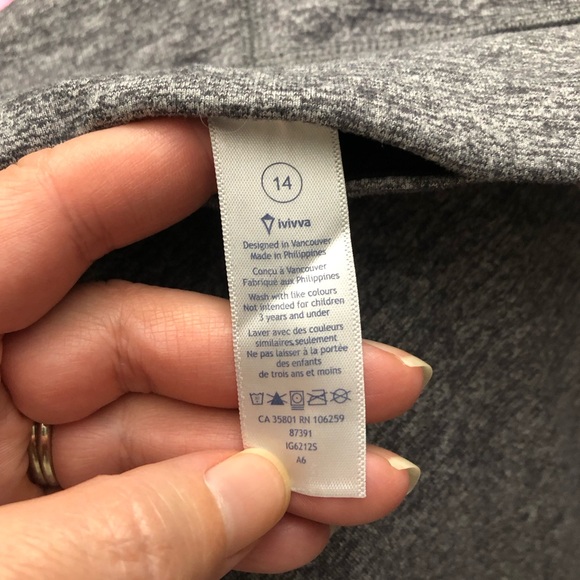 14
ivivva
Designed in Vancouver
Made in Philippines
Conçu à Vancouver
Fabriqué aux Philippines
Wash with like colours
Not intended for children
3 years and under
Laver avec des couleurs
similaires.seulement
Ne pas laisser à la portée
des enfants
de trois ans et moins
CA 35801 RN 106259
87391
IG6212S
A6